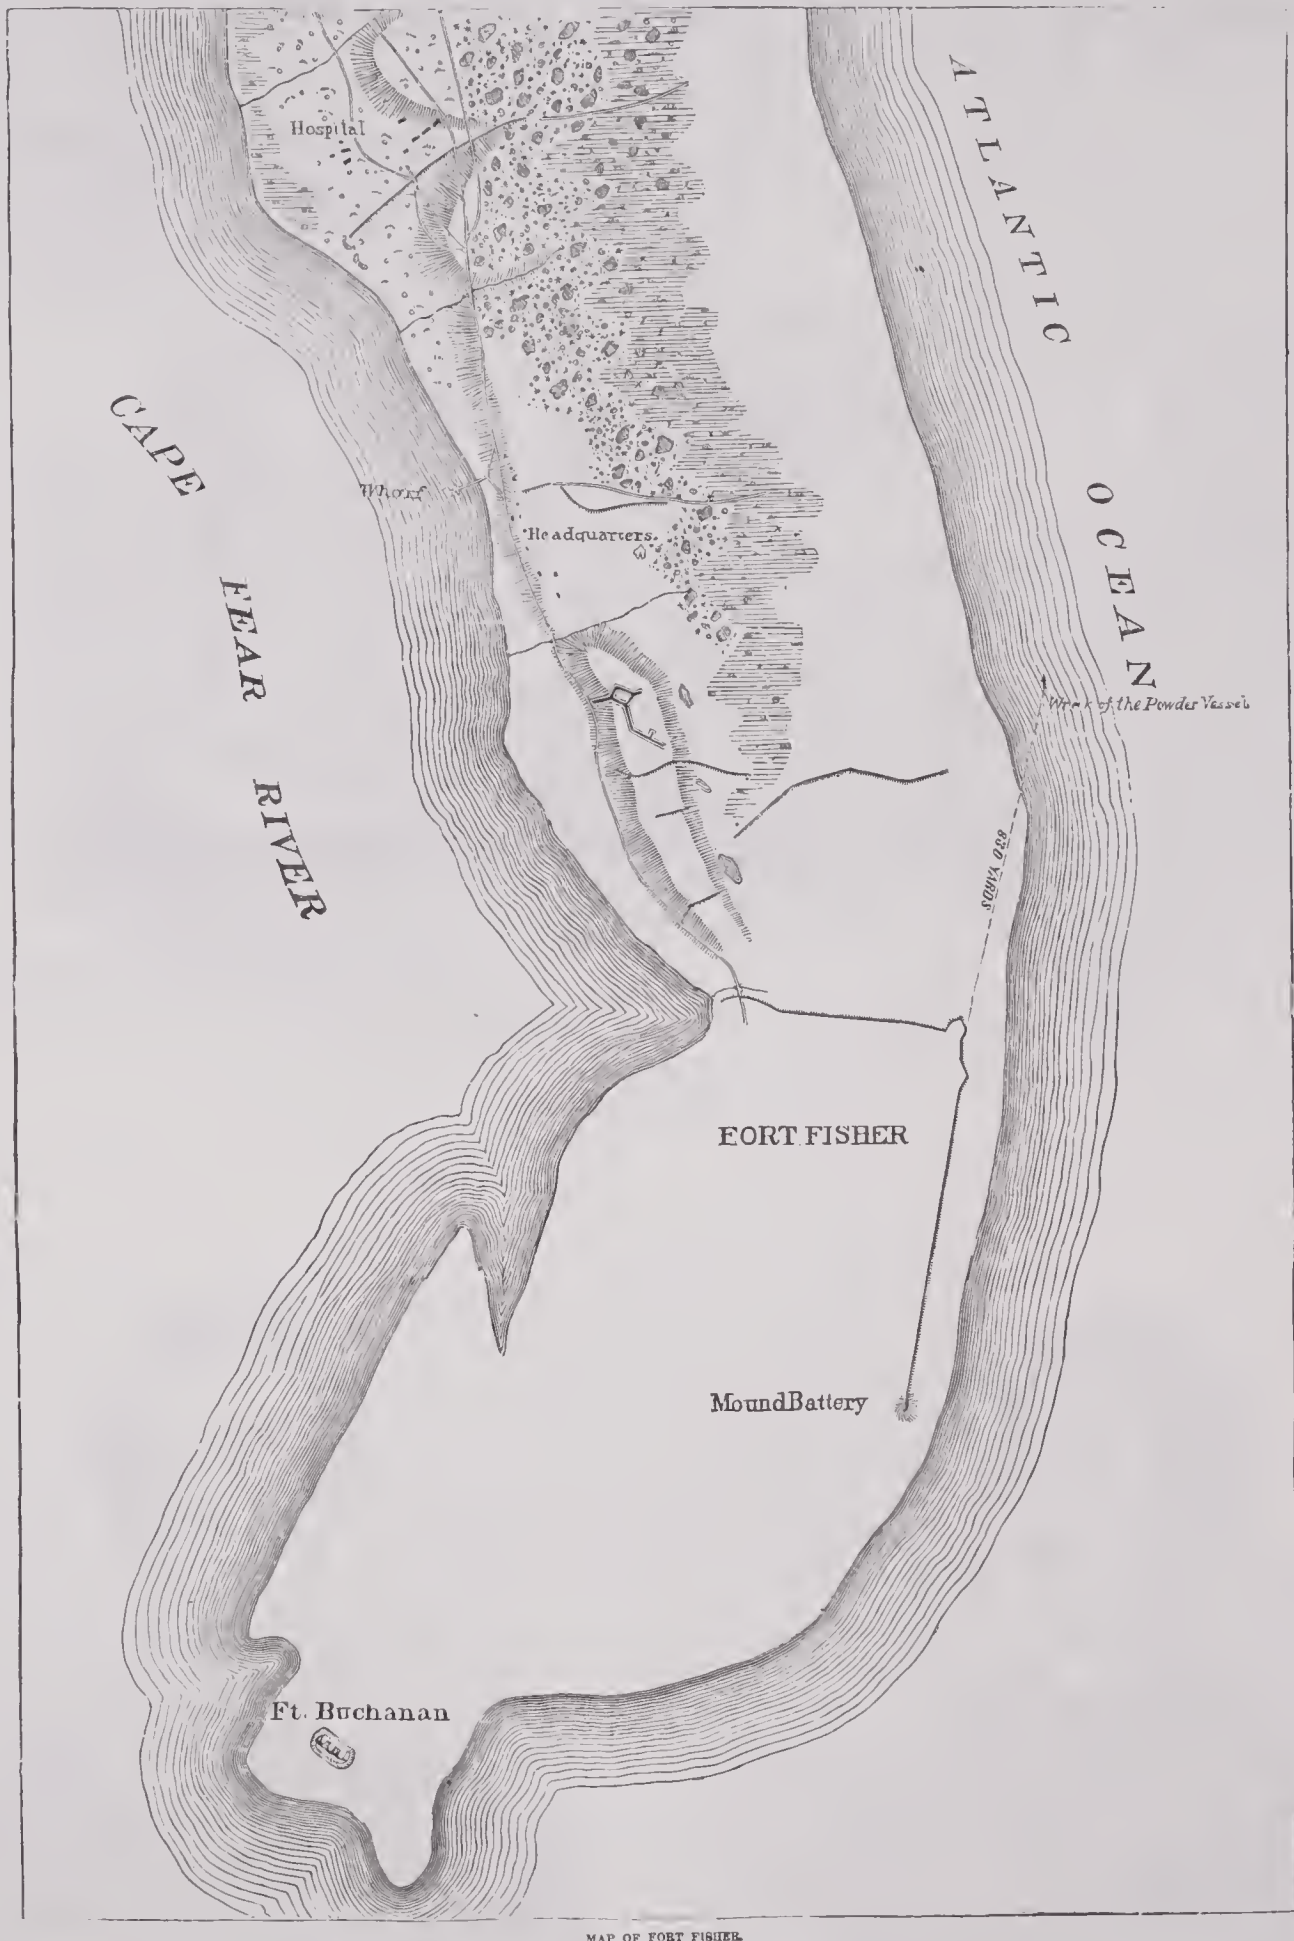 ATLANTIC
Hospital
CAPE
Wharf
OCEAN
Headquarters.
FEAR
Wreck of the Powder Vessel
RIVER
830 YARDS
FORT FISHER
Mound Battery
Ft. Buchanan
MAP OF FORT FISHER.